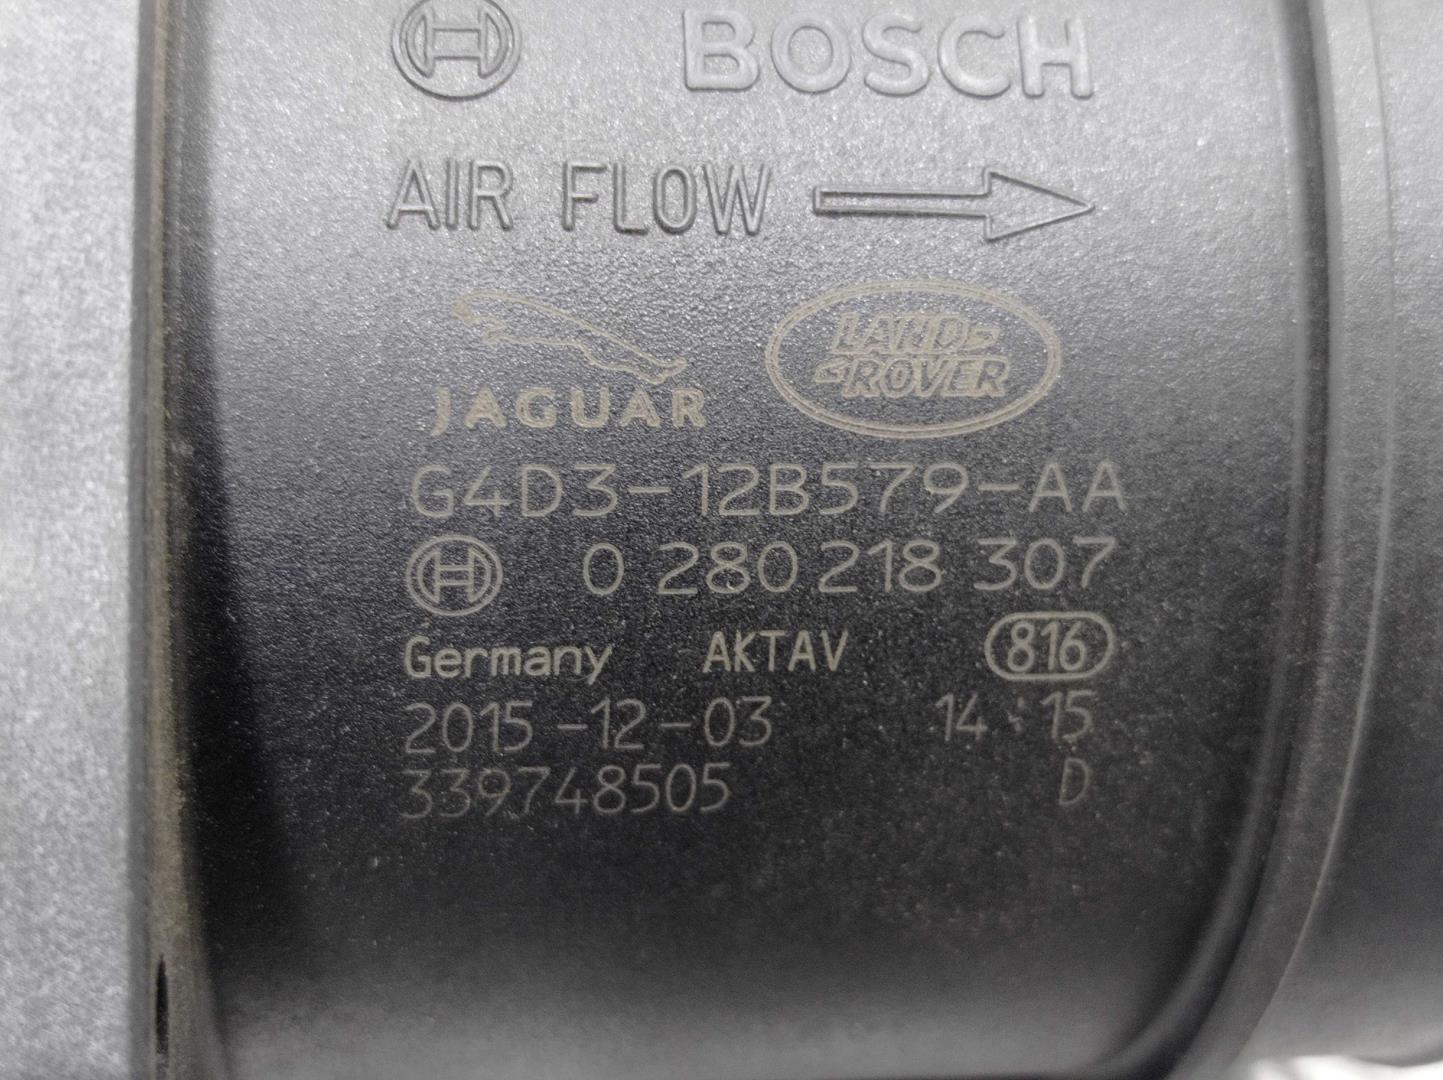 BOSCH
AIR FLOW
JAGUAR
LAND ROVER
G4D3-12B579-AA
0 280 218 307
Germany AKTAV 816
2015-12-03 14 15
339748505 D